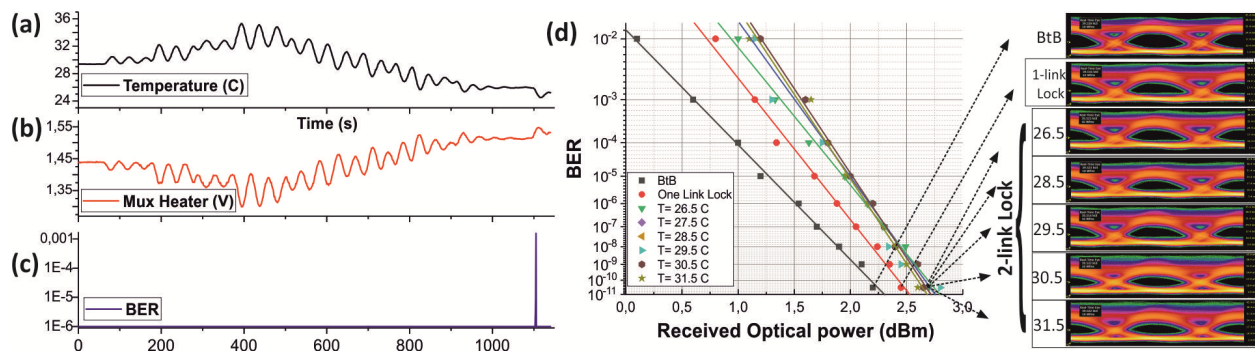 (a)
36
32
28
24
Temperature (C)
Time (s)
(b)
1,55
1,45
1,35
Mux Heater (V)
(c)
0,001
1E-4
1E-5
1E-6
BER
0 200 400 600 800 1000
(d)
BER
10-2
10-3
10-4
10-5
10-6
10-7
10-8
10-9
10-11
BtB
One Link Lock
T= 26.5 C
T= 27.5 C
T= 28.5 C
T= 29.5 C
T= 30.5 C
T= 31.5 C
0,0 0,5 1,0 1,5 2,0 2,5 3,0
Received Optical power (dBm)
BtB
1-link
Lock
2-link Lock
26.5
28.5
29.5
30.5
31.5